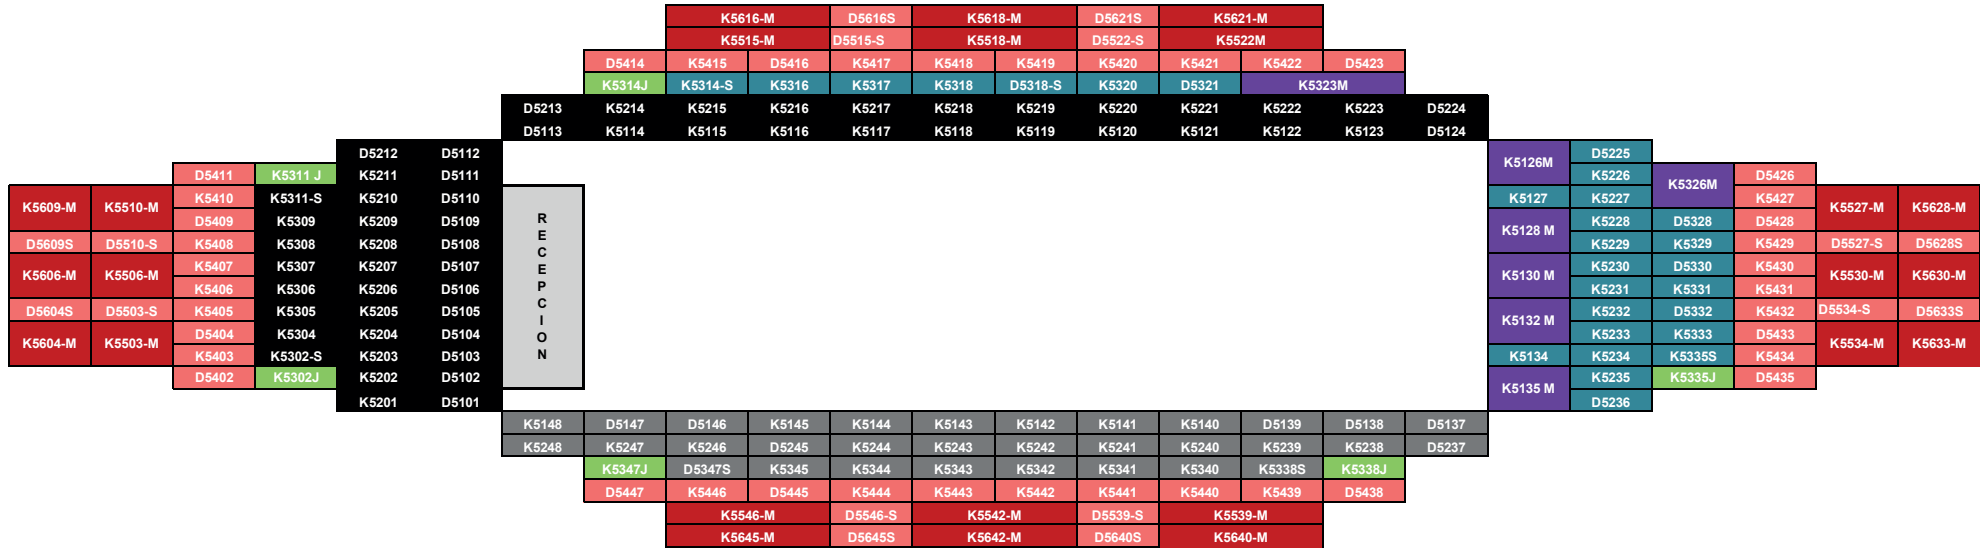 K5616-M D5616S K5618-M D5621S K5621-M
K5515-M D5515-S K5518-M D5522-S K5522M
D5414 K5415 D5416 K5417 K5418 K5419 K5420 K5421 K5422 D5423
K5314J K5314-S K5316 K5317 K5318 D5318-S K5320 D5321 K5323M
D5213 K5214 K5215 K5216 K5217 K5218 K5219 K5220 K5221 K5222 K5223 D5224
D5113 K5114 K5115 K5116 K5117 K5118 K5119 K5120 K5121 K5122 K5123 D5124
D5212 D5112
D5411 K5311 J K5211 D5111
K5609-M K5510-M K5410 K5311-S K5210 D5110
D5409 K5309 K5209 D5109
D5609S D5510-S K5408 K5308 K5208 D5108
K5606-M K5506-M K5407 K5307 K5207 D5107
K5406 K5306 K5206 D5106
D5604S D5503-S K5405 K5305 K5205 D5105
K5604-M K5503-M D5404 K5304 K5204 D5104
K5403 K5302-S K5203 D5103
D5402 K5302J K5202 D5102
K5201 D5101
R
E
C
E
P
C
I
O
N
K5126M D5225
K5226 K5326M D5426
K5127 K5227 K5427 K5527-M K5628-M
K5128 M K5228 D5328 D5428
K5229 K5329 K5429 D5527-S D5628S
K5130 M K5230 D5330 K5430 K5530-M K5630-M
K5231 K5331 K5431
K5132 M K5232 D5332 K5432 D5534-S D5633S
K5233 K5333 D5433 K5534-M K5633-M
K5134 K5234 K5335S K5434
K5135 M K5235 K5335J D5435
D5236
K5148 D5147 D5146 K5145 K5144 K5143 K5142 K5141 K5140 D5139 D5138 D5137
K5248 K5247 K5246 D5245 K5244 K5243 K5242 K5241 K5240 K5239 K5238 D5237
K5347J D5347S K5345 K5344 K5343 K5342 K5341 K5340 K5338S K5338J
D5447 K5446 D5445 K5444 K5443 K5442 K5441 K5440 K5439 D5438
K5546-M D5546-S K5542-M D5539-S K5539-M
K5645-M D5645S K5642-M D5640S K5640-M